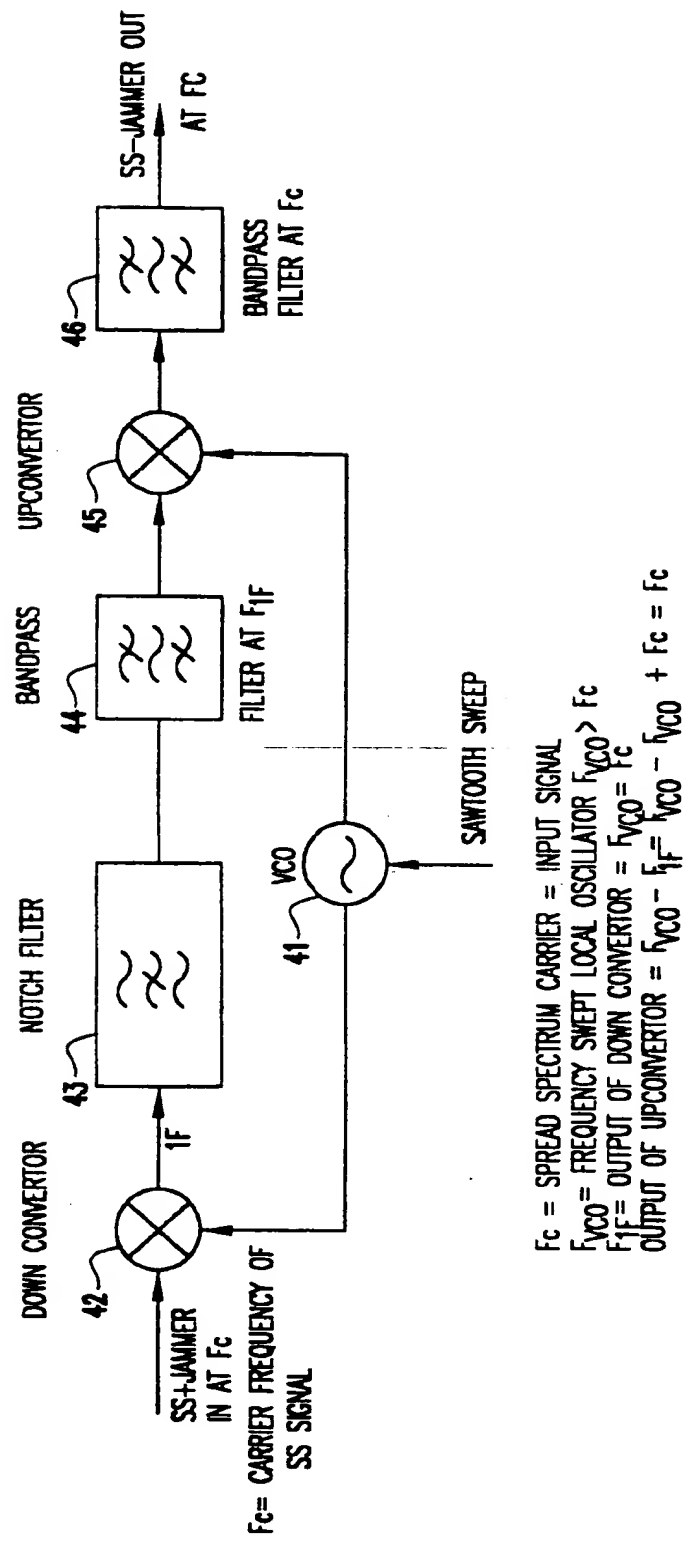 DOWN CONVERTOR
42
SS+JAMMER
IN AT Fc
Fc= CARRIER FREQUENCY OF
SS SIGNAL
1F
NOTCH FILTER
43
VCO
41
SAWTOOTH SWEEP
BANDPASS
44
FILTER AT F1F
UPCONVERTOR
45
46
BANDPASS
FILTER AT Fc
SS-JAMMER OUT
AT FC
Fc = SPREAD SPECTRUM CARRIER = INPUT SIGNAL
FVCO= FREQUENCY SWEPT LOCAL OSCILLATOR FVCO> Fc
F1F= OUTPUT OF DOWN CONVERTOR = FVCO= Fc
OUTPUT OF UPCONVERTOR = FVCO- F1F= FVCO - FVCO + Fc = Fc